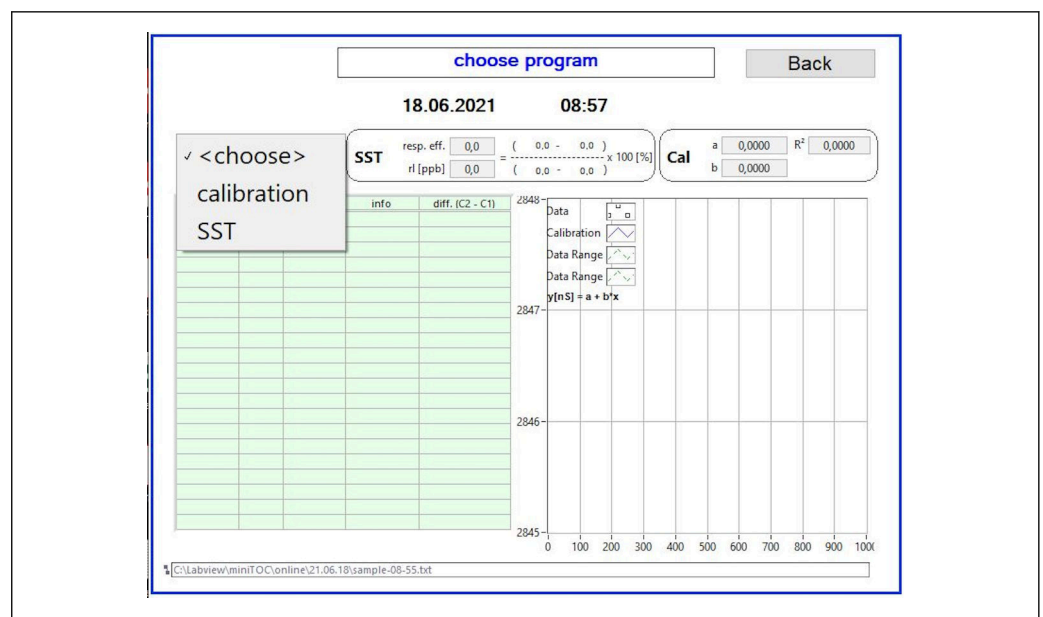 choose program
Back
18.06.2021 08:57
✓ <choose>
calibration
SST
SST
resp. eff. 0,0 = ( 0,0 - 0,0 ) x 100 [%]
rl [ppb] 0,0 ( 0,0 - 0,0 )
Cal
a 0,0000 R² 0,0000
b 0,0000
info diff. (C2 - C1)
2848
Data
Calibration
Data Range
Data Range
y[nS] = a + b*x
2847
2846
2845
0 100 200 300 400 500 600 700 800 900 1000
C:\Labview\miniTOC\online\21.06.18\sample-08-55.txt